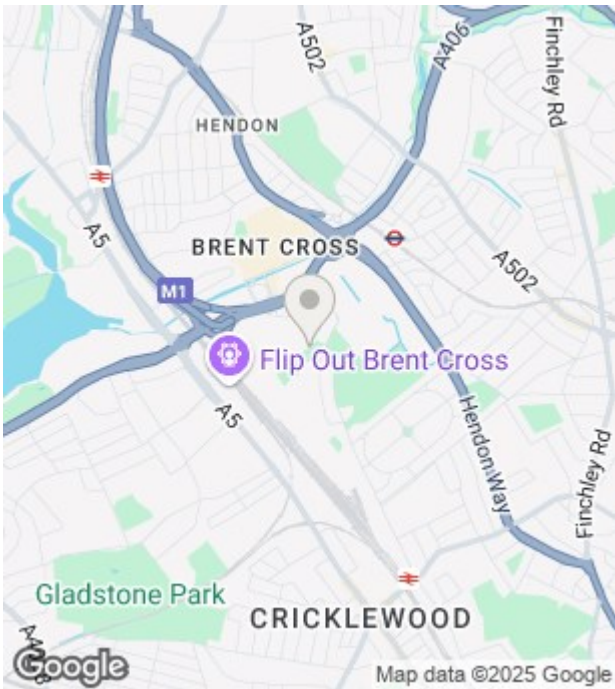 A502
A406
Finchley Rd
HENDON
A5
BRENT CROSS
A502
M1
Flip Out Brent Cross
A5
Hendon Way
Finchley Rd
Gladstone Park
CRICKLEWOOD
Google
Map data ©2025 Google